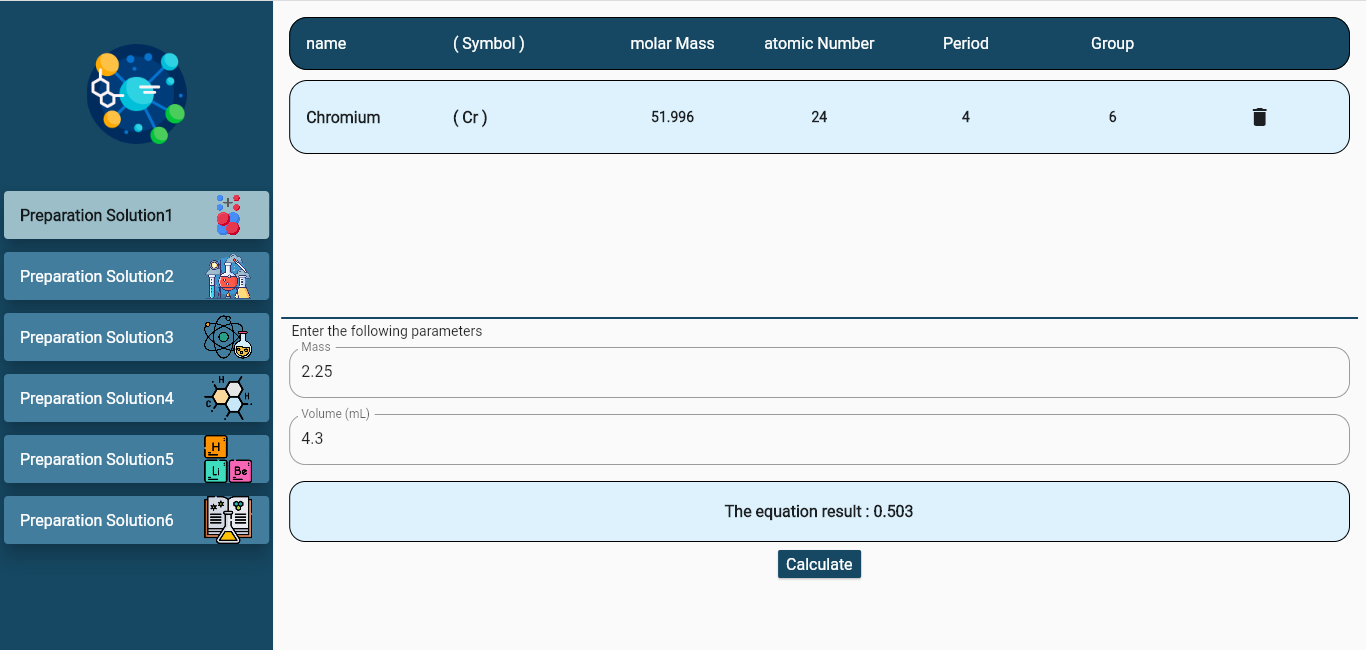 name ( Symbol ) molar Mass atomic Number Period Group
Chromium ( Cr ) 51.996 24 4 6
Preparation Solution1
Preparation Solution2
Preparation Solution3
Preparation Solution4
H
C H
Preparation Solution5
H
Li Be
Preparation Solution6
Enter the following parameters
Mass
2.25
Volume (mL)
4.3
The equation result : 0.503
Calculate